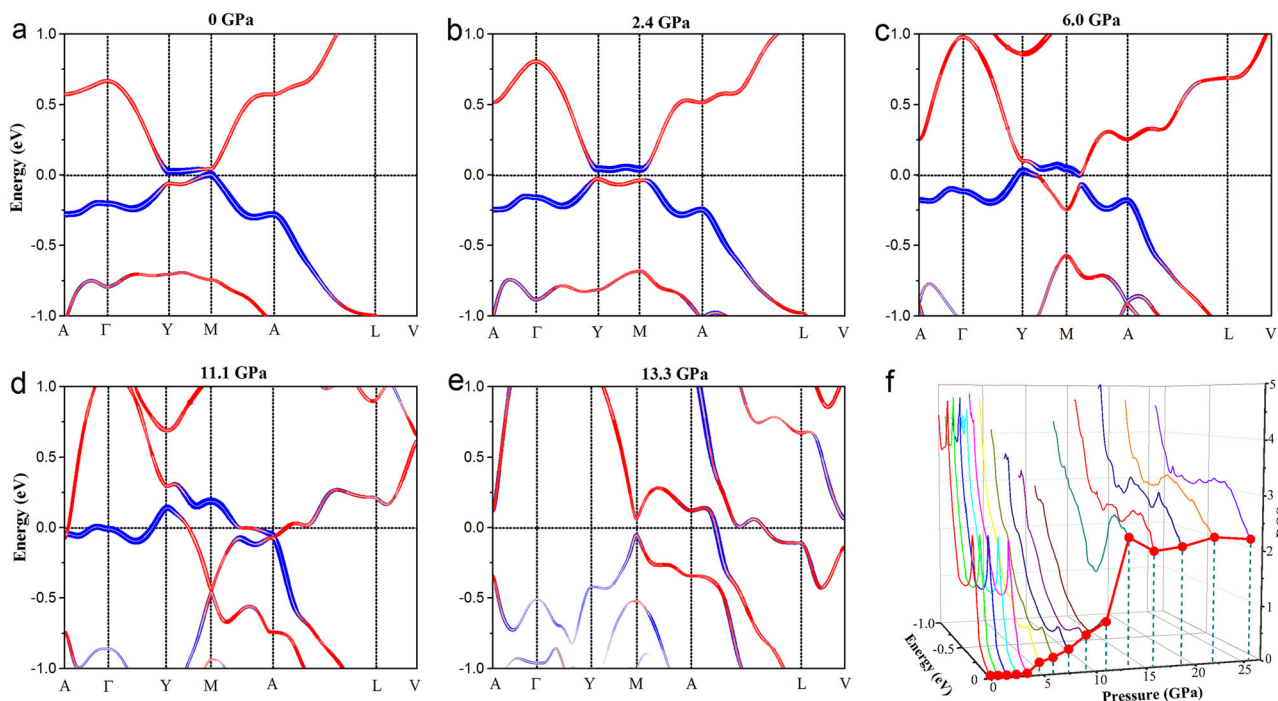 a
0 GPa
1.0
0.5
0.0
-0.5
-1.0
Energy (eV)
A Γ Y M A L V
b
2.4 GPa
1.0
0.5
0.0
-0.5
-1.0
A Γ Y M A L V
c
6.0 GPa
1.0
0.5
0.0
-0.5
-1.0
A Γ Y M A L V
d
11.1 GPa
1.0
0.5
0.0
-0.5
-1.0
Energy (eV)
A Γ Y M A L V
e
13.3 GPa
1.0
0.5
0.0
-0.5
-1.0
A Γ Y M A L V
f
5
4
3
2
1
0
-1.0
-0.5
0
Energy (eV)
0 5 10 15 20 25
Pressure (GPa)